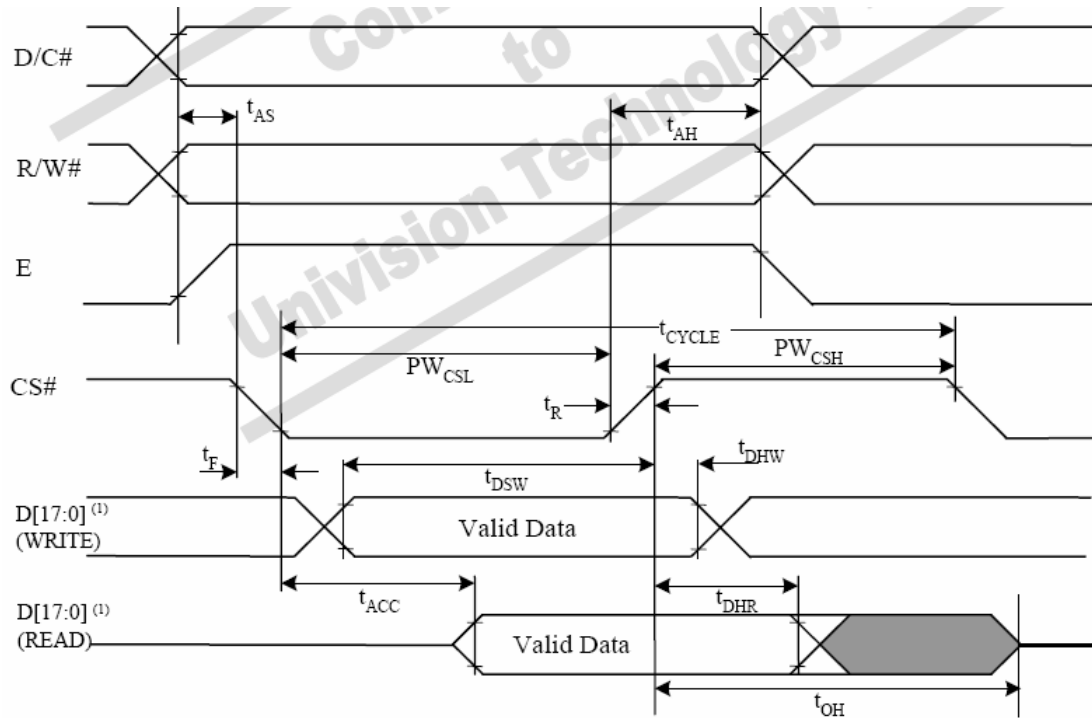 D/C#
tAS
tAH
R/W#
E
tCYCLE
PWCSL
PWCSH
CS#
tR
tF
tDSW
tDHW
D[17:0] (1)
(WRITE)
Valid Data
tACC
tDHR
D[17:0] (1)
(READ)
Valid Data
tOH
to
Univision Technology